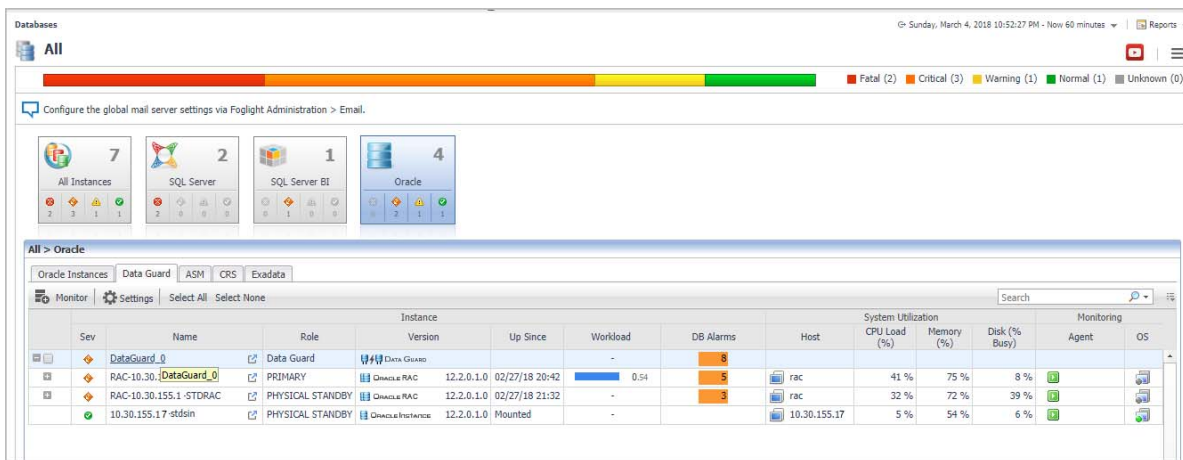 Databases
Sunday, March 4, 2018 10:52:27 PM - Now 60 minutes
Reports
All
Fatal (2) Critical (3) Warning (1) Normal (1) Unknown (0)
Configure the global mail server settings via Foglight Administration > Email.
7 2 1 4
All Instances SQL Server SQL Server BI Oracle
2 3 1 1 2 0 0 0 0 1 0 0 0 2 1 1
All > Oracle
Oracle Instances Data Guard ASM CRS Exadata
Monitor Settings Select All Select None Search
Instance System Utilization Monitoring
Sev Name Role Version Up Since Workload DB Alarms Host CPU Load (%) Memory (%) Disk (% Busy) Agent OS
DataGuard_0 Data Guard DATA GUARD - 8
RAC-10.30. DataGuard_0 PRIMARY ORACLE RAC 12.2.0.1.0 02/27/18 20:42 0.54 5 rac 41 % 75 % 8 %
RAC-10.30.155.1 -STDRAC PHYSICAL STANDBY ORACLE RAC 12.2.0.1.0 02/27/18 21:32 - 3 rac 32 % 72 % 39 %
10.30.155.17-stdsin PHYSICAL STANDBY ORACLE INSTANCE 12.2.0.1.0 Mounted - 10.30.155.17 5 % 54 % 6 %